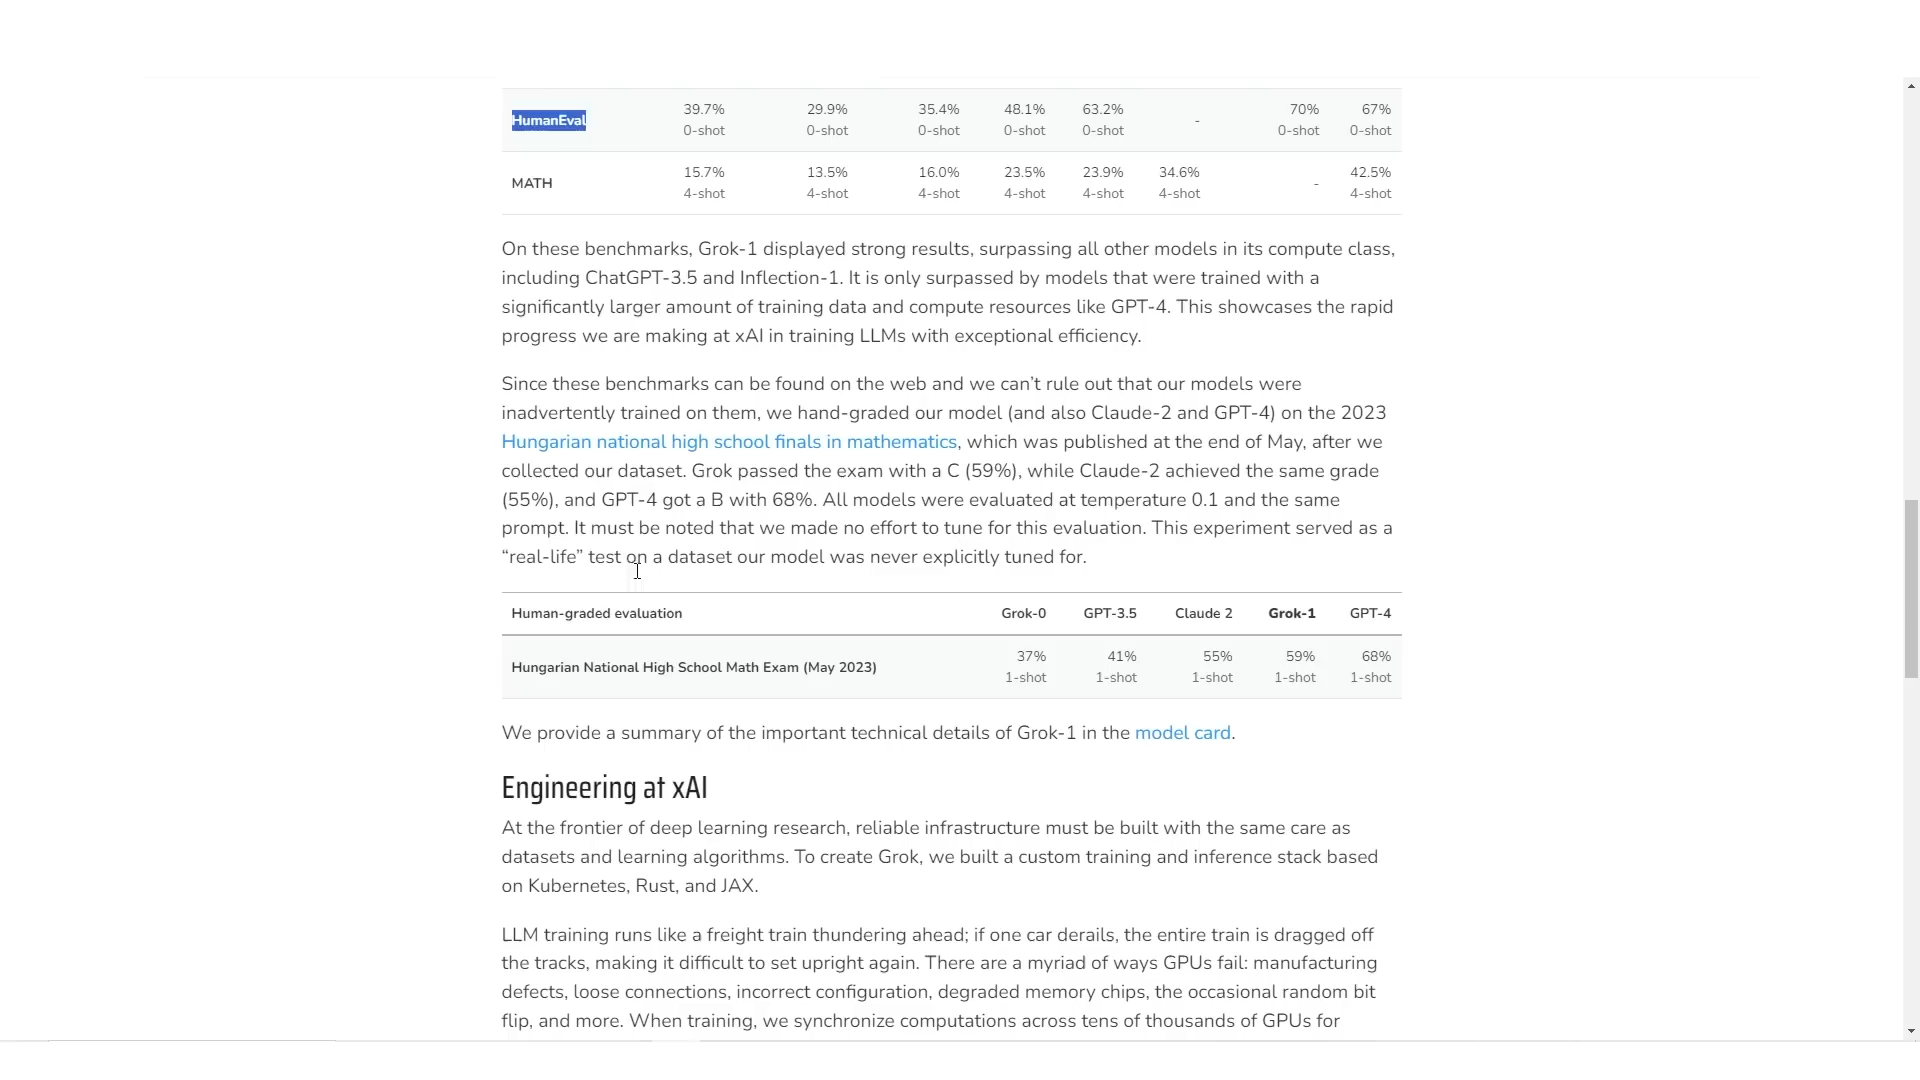 HumanEval 39.7% 29.9% 35.4% 48.1% 63.2% - 70% 67%
0-shot 0-shot 0-shot 0-shot 0-shot 0-shot 0-shot
MATH 15.7% 13.5% 16.0% 23.5% 23.9% 34.6% - 42.5%
4-shot 4-shot 4-shot 4-shot 4-shot 4-shot 4-shot
On these benchmarks, Grok-1 displayed strong results, surpassing all other models in its compute class,
including ChatGPT-3.5 and Inflection-1. It is only surpassed by models that were trained with a
significantly larger amount of training data and compute resources like GPT-4. This showcases the rapid
progress we are making at xAI in training LLMs with exceptional efficiency.
Since these benchmarks can be found on the web and we can’t rule out that our models were
inadvertently trained on them, we hand-graded our model (and also Claude-2 and GPT-4) on the 2023
Hungarian national high school finals in mathematics, which was published at the end of May, after we
collected our dataset. Grok passed the exam with a C (59%), while Claude-2 achieved the same grade
(55%), and GPT-4 got a B with 68%. All models were evaluated at temperature 0.1 and the same
prompt. It must be noted that we made no effort to tune for this evaluation. This experiment served as a
“real-life” test on a dataset our model was never explicitly tuned for.
Human-graded evaluation Grok-0 GPT-3.5 Claude 2 Grok-1 GPT-4
Hungarian National High School Math Exam (May 2023) 37% 41% 55% 59% 68%
1-shot 1-shot 1-shot 1-shot 1-shot
We provide a summary of the important technical details of Grok-1 in the model card.
Engineering at xAI
At the frontier of deep learning research, reliable infrastructure must be built with the same care as
datasets and learning algorithms. To create Grok, we built a custom training and inference stack based
on Kubernetes, Rust, and JAX.
LLM training runs like a freight train thundering ahead; if one car derails, the entire train is dragged off
the tracks, making it difficult to set upright again. There are a myriad of ways GPUs fail: manufacturing
defects, loose connections, incorrect configuration, degraded memory chips, the occasional random bit
flip, and more. When training, we synchronize computations across tens of thousands of GPUs for